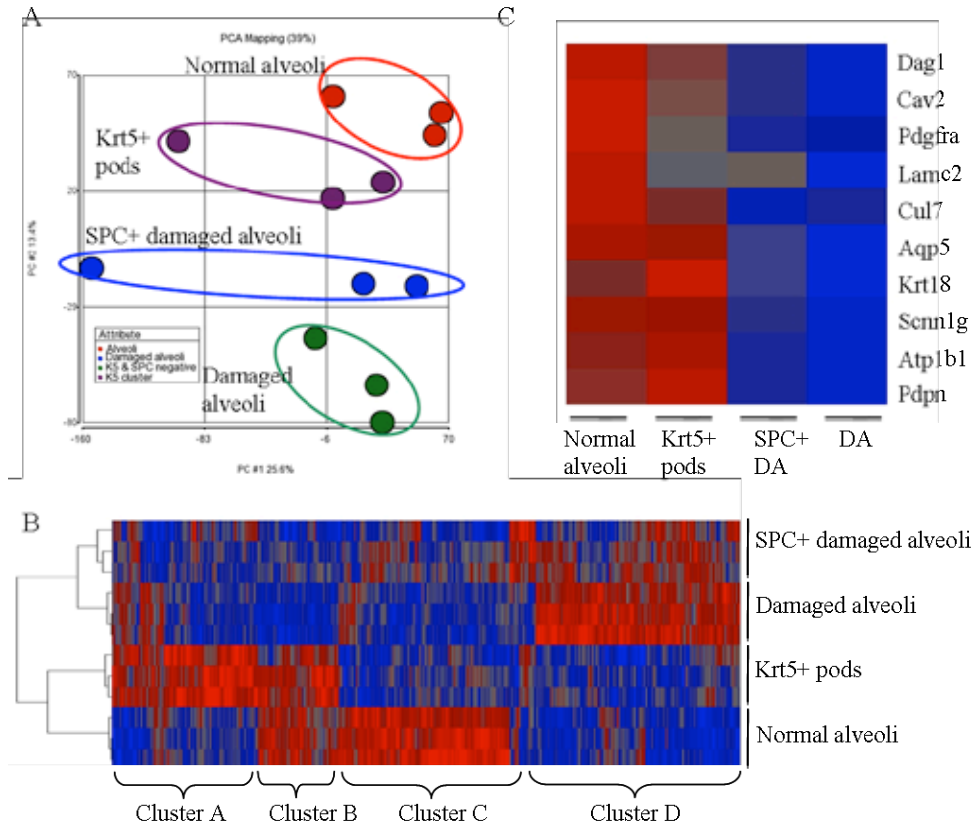 A
PCA Mapping (39%)
Normal alveoli
Krt5+
pods
SPC+ damaged alveoli
Damaged
alveoli
70
20
-29
-80
-160
-83
-6
70
PC #2 13.4%
PC #1 25.6%
Attribute
Alveoli
Damaged alveoli
K5 & SPC negative
K5 cluster
C
Dag1
Cav2
Pdgfra
Lamc2
Cul7
Aqp5
Krt18
Scnn1g
Atp1b1
Pdpn
Normal
alveoli
Krt5+
pods
SPC+
DA
DA
B
SPC+ damaged alveoli
Damaged alveoli
Krt5+ pods
Normal alveoli
Cluster A
Cluster B
Cluster C
Cluster D